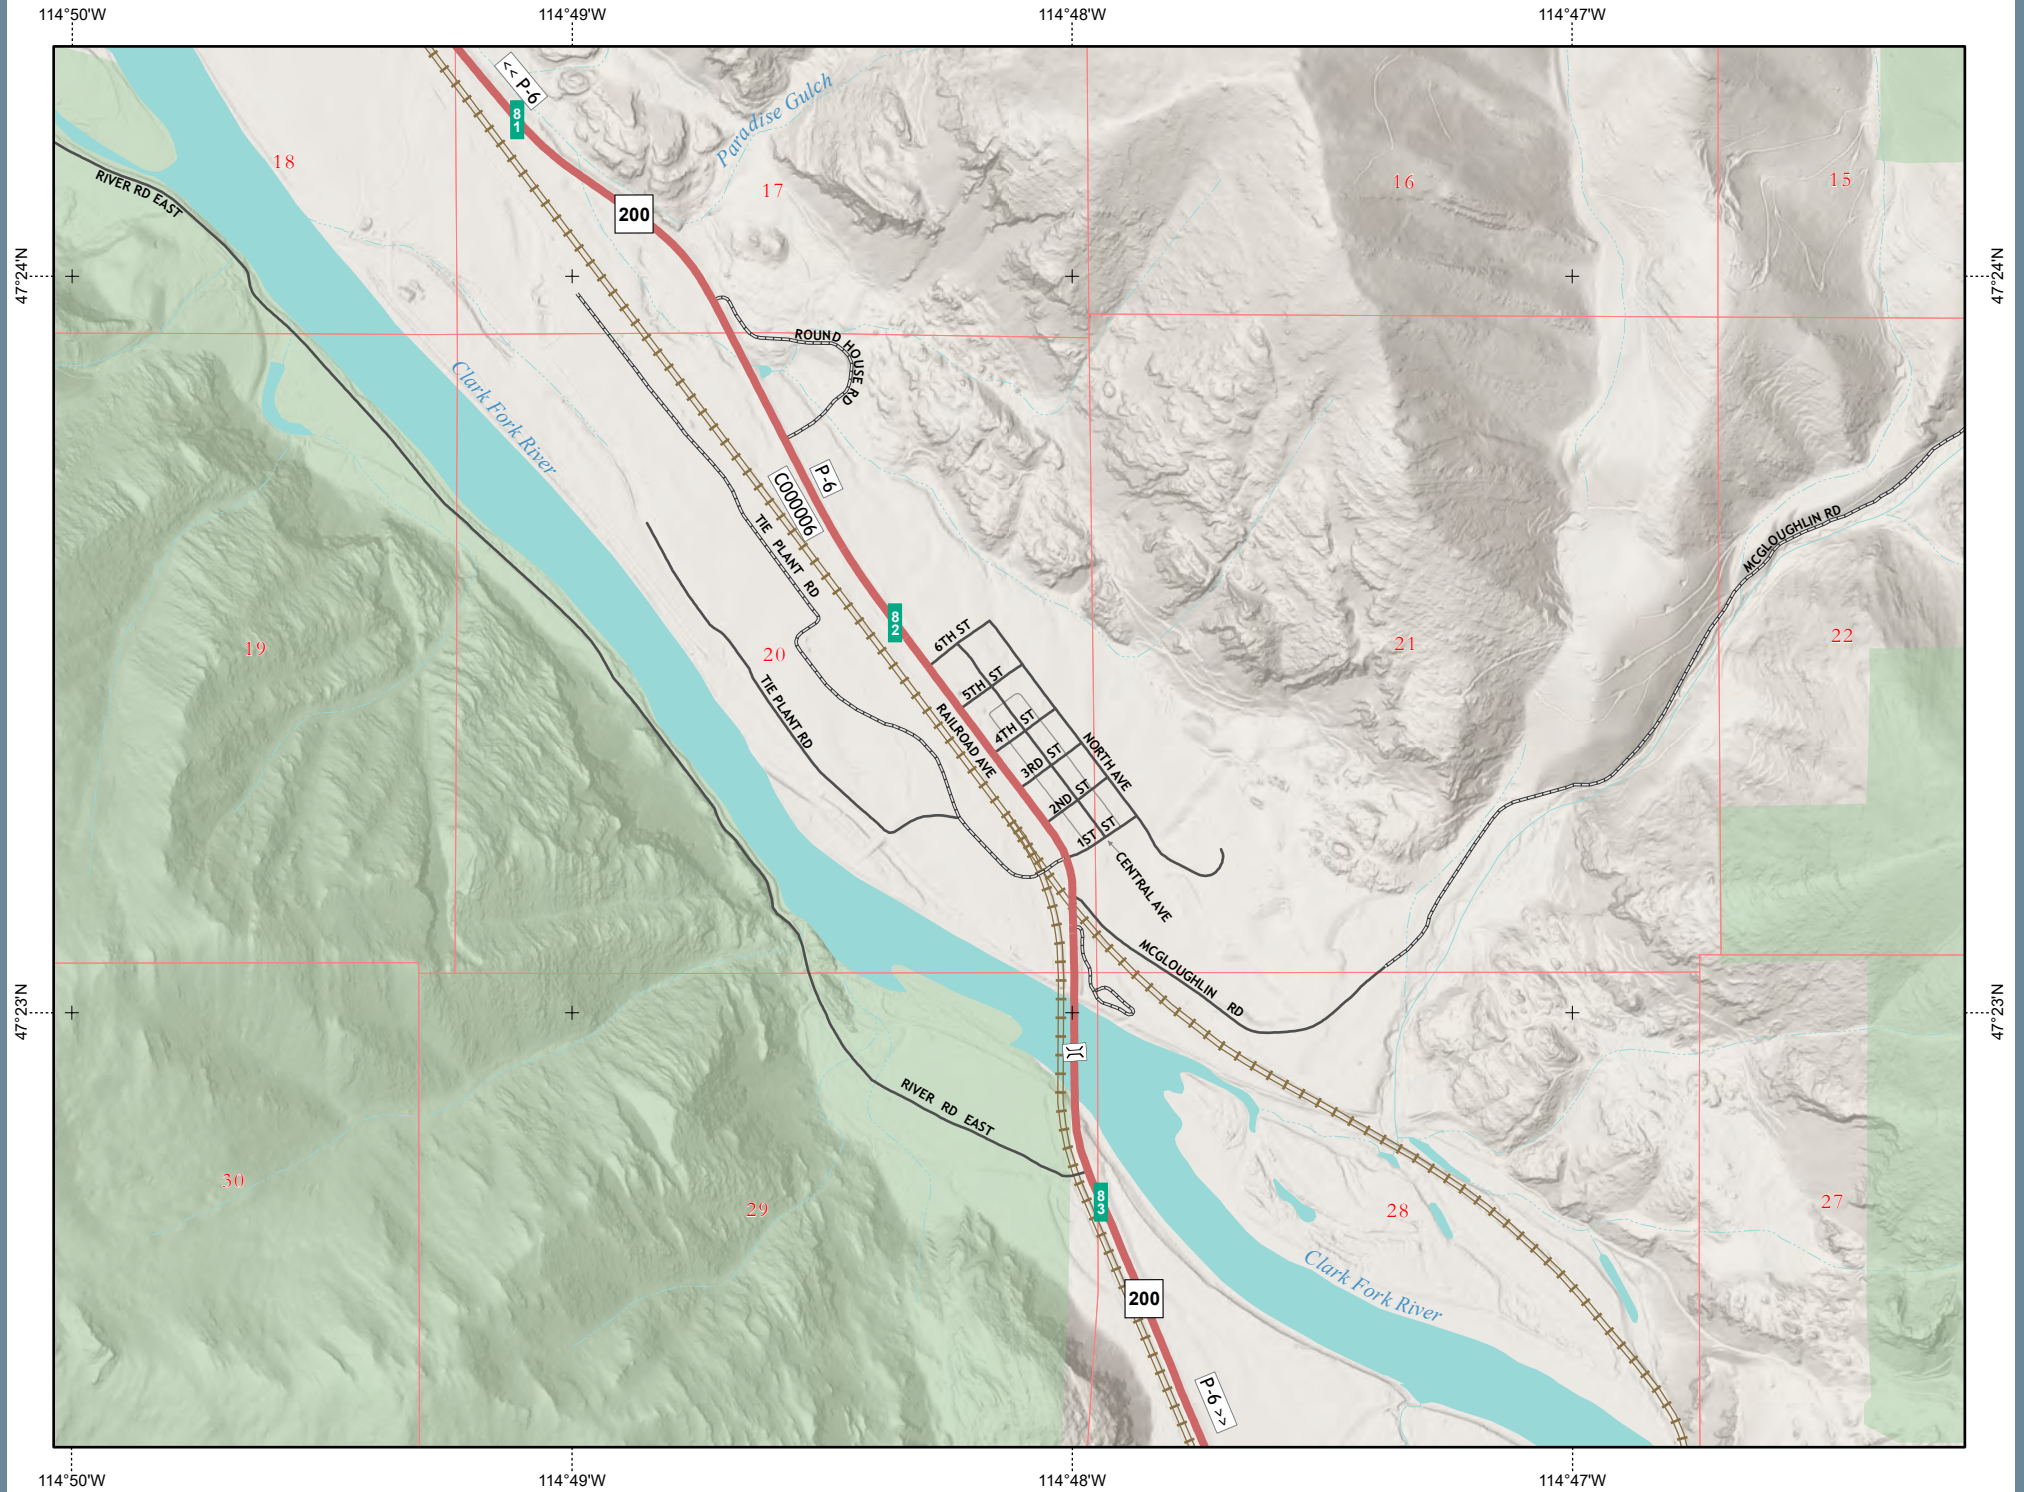 114°50'W
114°49'W
114°48'W
114°47'W
<< P-6
81
Paradise Gulch
18
17
16
15
RIVER RD EAST
200
47°24'N
47°24'N
ROUND HOUSE RD
Clark Fork River
P-6
C000006
TIE PLANT RD
MCGLOUGHLIN RD
82
6TH ST
19
20
21
22
5TH ST
TIE PLANT RD
RAILROAD AVE
4TH ST
NORTH AVE
3RD ST
2ND ST
1ST ST
CENTRAL AVE
MCGLOUGHLIN RD
47°23'N
47°23'N
RIVER RD EAST
30
29
83
28
27
Clark Fork River
200
P-6 >>
114°50'W
114°49'W
114°48'W
114°47'W